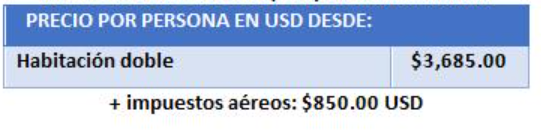 PRECIO POR PERSONA EN USD DESDE:
Habitación doble $3,685.00
+ impuestos aéreos: $850.00 USD